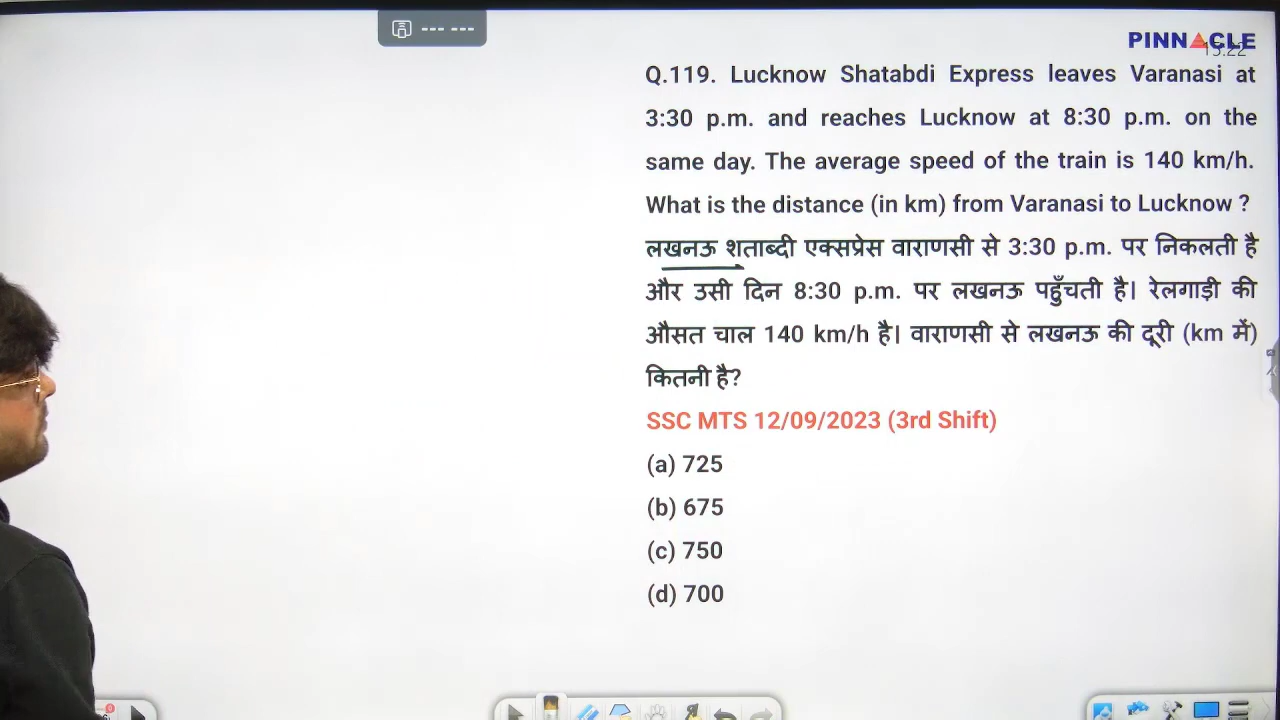 PINNACLE
15:22
Q.119. Lucknow Shatabdi Express leaves Varanasi at
3:30 p.m. and reaches Lucknow at 8:30 p.m. on the
same day. The average speed of the train is 140 km/h.
What is the distance (in km) from Varanasi to Lucknow ?
लखनऊ शताब्दी एक्सप्रेस वाराणसी से 3:30 p.m. पर निकलती है
और उसी दिन 8:30 p.m. पर लखनऊ पहुँचती है। रेलगाड़ी की
औसत चाल 140 km/h है। वाराणसी से लखनऊ की दूरी (km में)
कितनी है?
SSC MTS 12/09/2023 (3rd Shift)
(a) 725
(b) 675
(c) 750
(d) 700